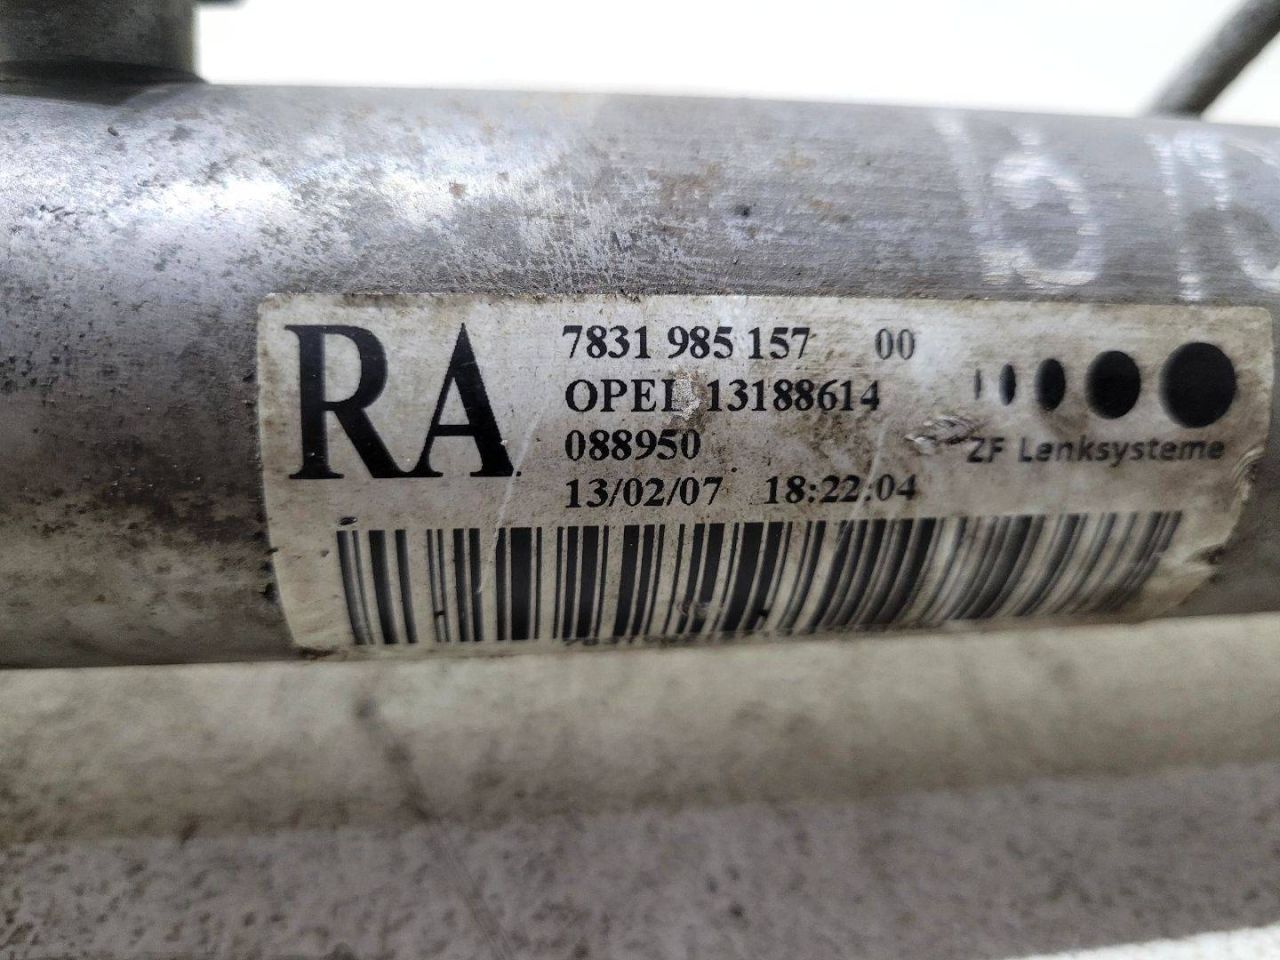 RA
7831 985 157 00
OPEL 13188614
088950
13/02/07 18:22:04
ZF Lenksysteme